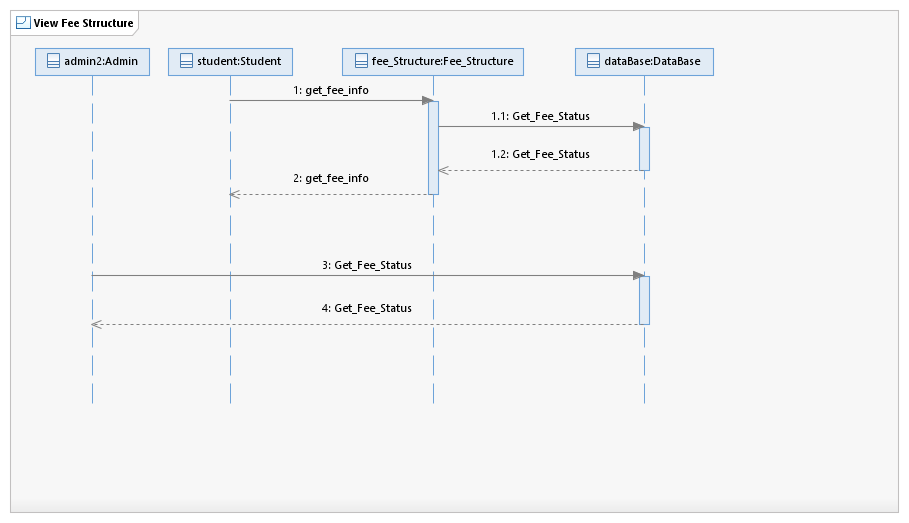 View Fee Strructure
admin2:Admin
student:Student
fee_Structure:Fee_Structure
dataBase:DataBase
1: get_fee_info
1.1: Get_Fee_Status
1.2: Get_Fee_Status
2: get_fee_info
3: Get_Fee_Status
4: Get_Fee_Status